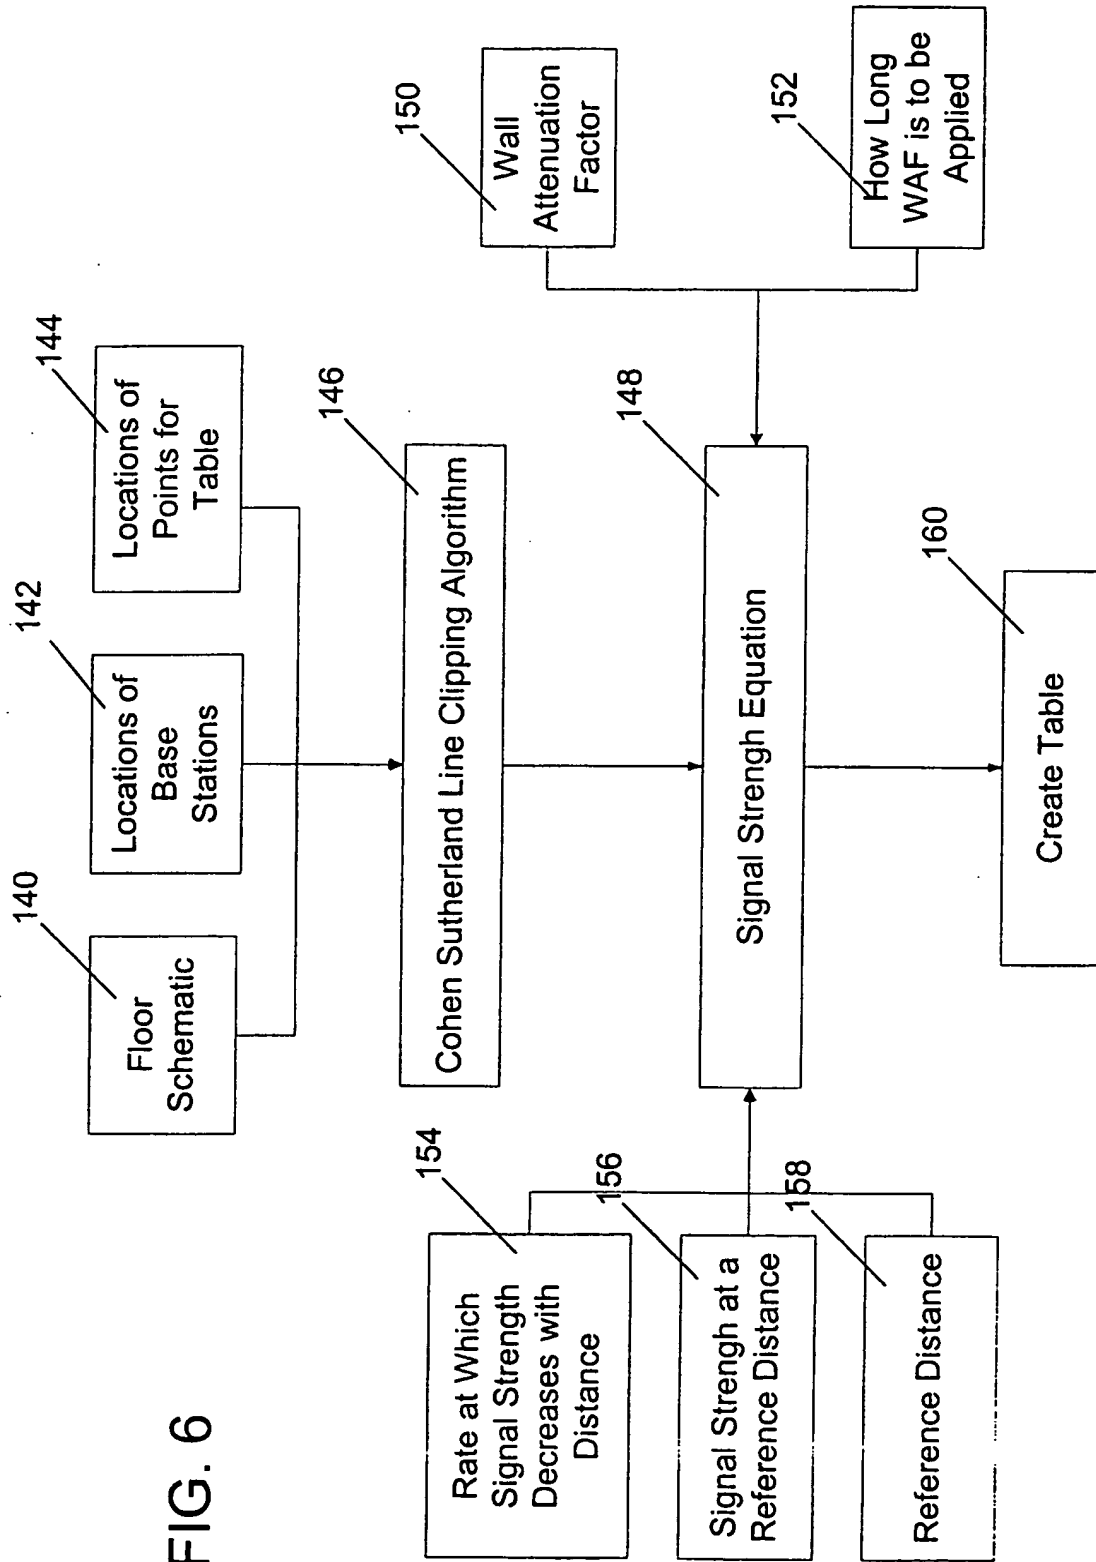 FIG. 6
140
Floor
Schematic
142
Locations of
Base
Stations
144
Locations of
Points for
Table
146
Cohen Sutherland Line Clipping Algorithm
154
Rate at Which
Signal Strength
Decreases with
Distance
156
Signal Strengh at a
Reference Distance
158
Reference Distance
148
Signal Strengh Equation
150
Wall
Attenuation
Factor
152
How Long
WAF is to be
Applied
160
Create Table